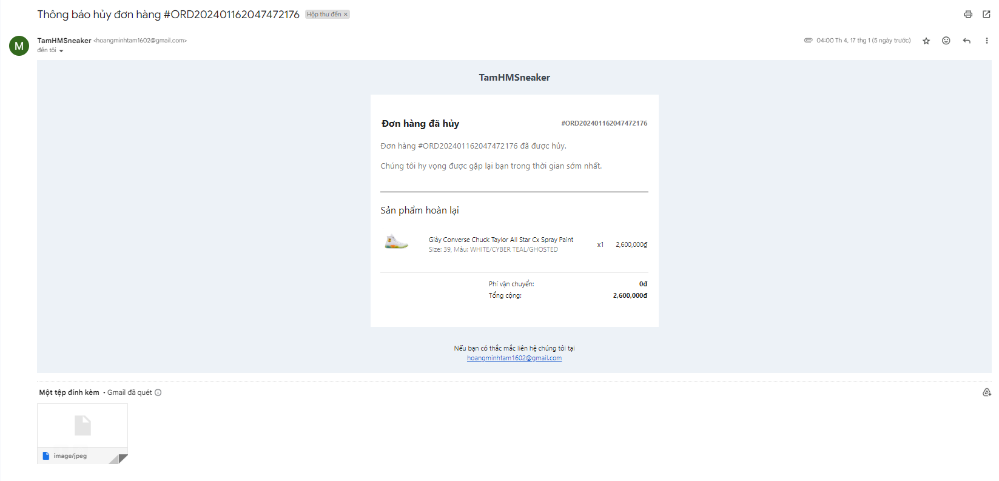 Thông báo hủy đơn hàng #ORD202401162047472176 Hộp thư đến ×
M
TamHMSneaker <hoangminhtam1602@gmail.com>
04:00 Th 4, 17 thg 1 (5 ngày trước)
đến tôi
TamHMSneaker
Đơn hàng đã hủy #ORD202401162047472176
Đơn hàng #ORD202401162047472176 đã được hủy.
Chúng tôi hy vọng được gặp lại bạn trong thời gian sớm nhất.
Sản phẩm hoàn lại
Giày Converse Chuck Taylor All Star Cx Spray Paint
Size: 39, Màu: WHITE/CYBER TEAL/GHOSTED
x1 2,600,000₫
Phí vận chuyển: 0đ
Tổng cộng: 2,600,000đ
Nếu bạn có thắc mắc liên hệ chúng tôi tại
hoangminhtam1602@gmail.com
Một tệp đính kèm • Gmail đã quét
image/jpeg